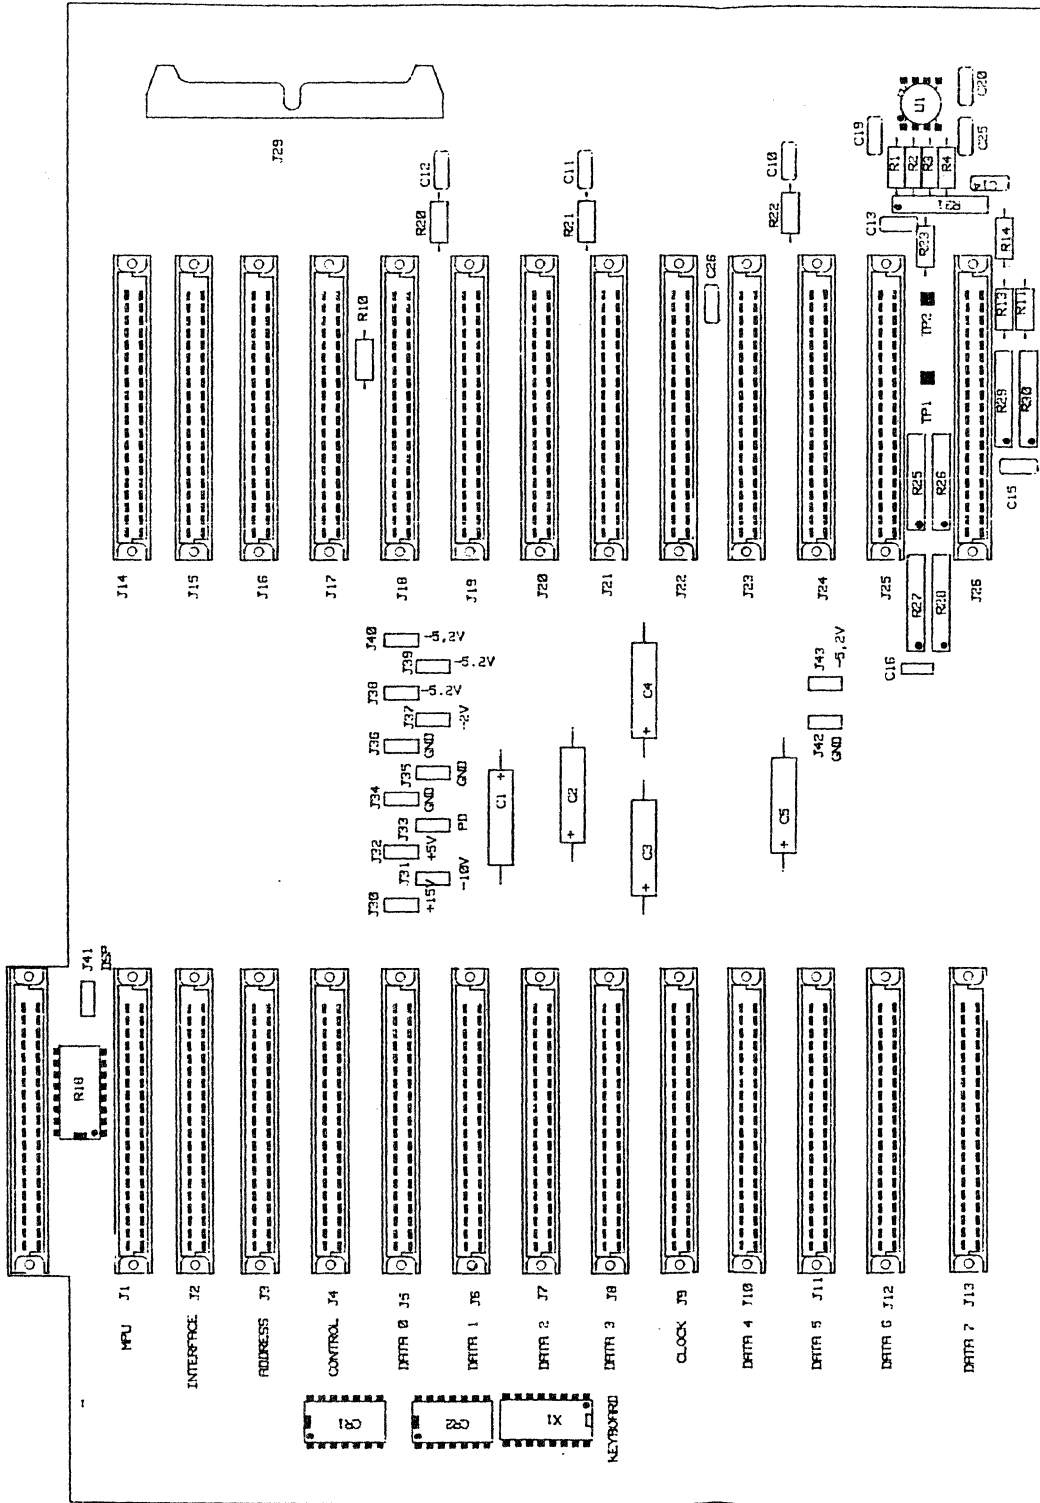 J29
C12
C11
C10
C19
U1
C20
C25
R1
R2
R3
R4
R20
R21
R22
R31
C14
C13
R23
R14
C26
R10
R13
R11
TP2
TP1
R29
R30
R25
R26
C15
J14
J15
J16
J17
J18
J19
J20
J21
J22
J23
J24
J25
J26
R27
R28
C16
J40
-5,2V
J39
-5.2V
J38
-5.2V
J37
-2V
J36
GND
J35
GND
J34
GND
J33
PD
J32
+5V
J31
-10V
J30
+15V
C1
+
C2
+
C3
+
C4
+
C5
+
J43
-5,2V
J42
GND
J41
DSP
R18
MPU J1
INTERFACE J2
ADDRESS J3
CONTROL J4
DATA 0 J5
DATA 1 J6
DATA 2 J7
DATA 3 J8
CLOCK J9
DATA 4 J10
DATA 5 J11
DATA 6 J12
DATA 7 J13
CR1
CR2
X1
KEYBOARD